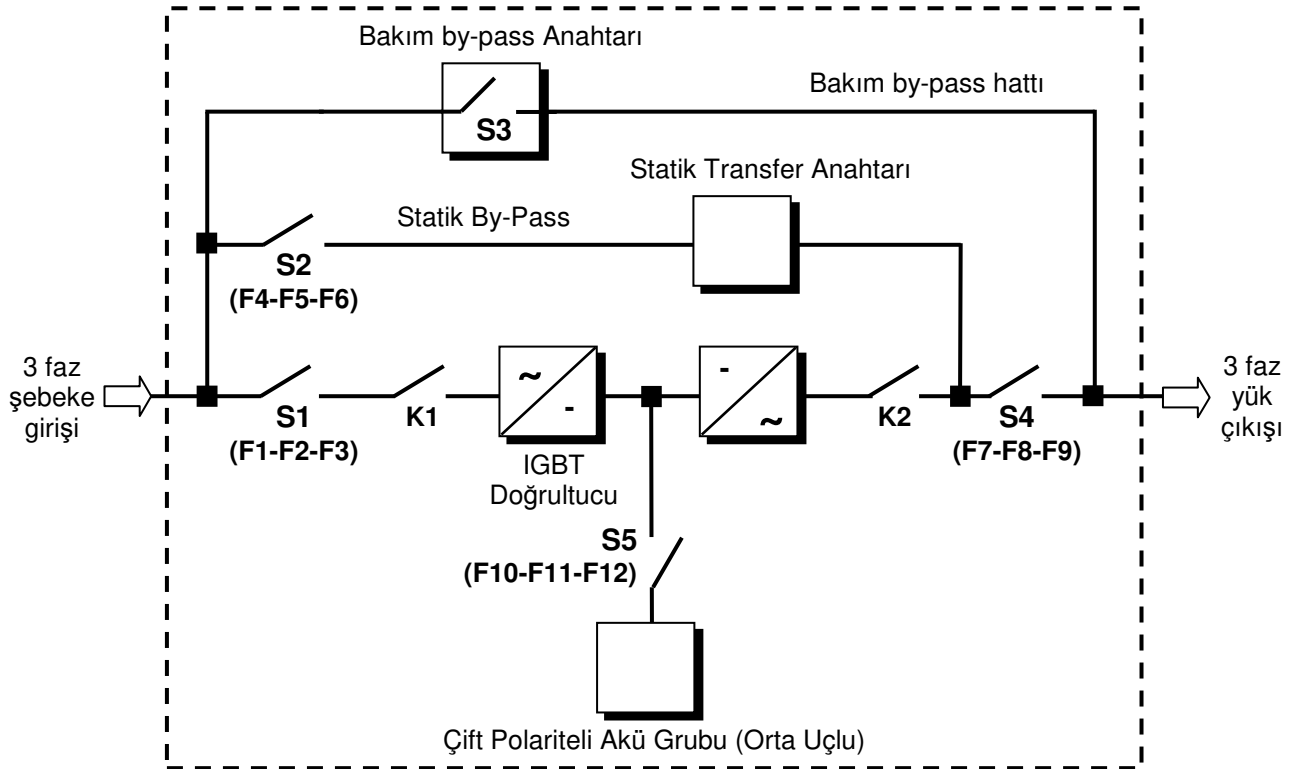 Bakım by-pass Anahtarı
Bakım by-pass hattı
S3
Statik Transfer Anahtarı
Statik By-Pass
S2
(F4-F5-F6)
3 faz
şebeke
girişi
S1
(F1-F2-F3)
K1
~
-
IGBT
Doğrultucu
-
~
K2
S4
(F7-F8-F9)
3 faz
yük
çıkışı
S5
(F10-F11-F12)
Çift Polariteli Akü Grubu (Orta Uçlu)